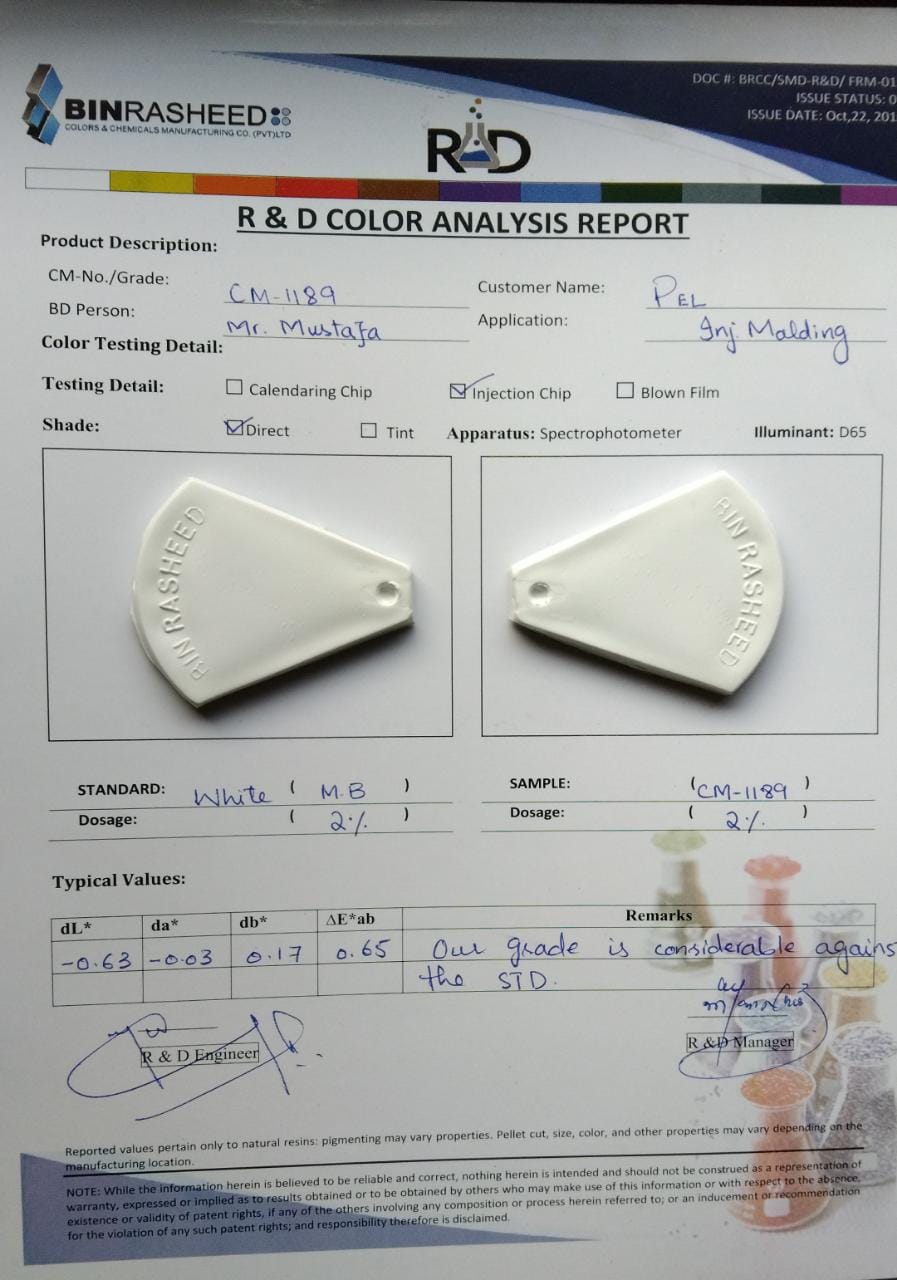 BINRASHEED
COLORS & CHEMICALS MANUFACTURING CO. (PVT)LTD
R&D
DOC #: BRCC/SMD-R&D/ FRM-01
ISSUE STATUS: 0
ISSUE DATE: Oct,22, 201
R & D COLOR ANALYSIS REPORT
Product Description:
CM-No./Grade: CM-1189 Customer Name: PEL
BD Person: Mr. Mustafa Application: Inj. Malding
Color Testing Detail:
Testing Detail: Calendaring Chip Injection Chip Blown Film
Shade: Direct Tint Apparatus: Spectrophotometer Illuminant: D65
BIN RASHEED BIN RASHEED
STANDARD: White ( M.B ) SAMPLE: (CM-1189 )
Dosage: ( 2% ) Dosage: ( 2% )
Typical Values:
dL* da* db* ΔE*ab Remarks
-0.63 -0.03 0.17 0.65 Our grade is considerable agains
the STD.
R & D Engineer R & D Manager
Reported values pertain only to natural resins: pigmenting may vary properties. Pellet cut, size, color, and other properties may vary depending on the
manufacturing location.
NOTE: While the information herein is believed to be reliable and correct, nothing herein is intended and should not be construed as a representation of
warranty, expressed or implied as to results obtained or to be obtained by others who may make use of this information or with respect to the absence,
existence or validity of patent rights, if any of the others involving any composition or process herein referred to; or an inducement or recommendation
for the violation of any such patent rights; and responsibility therefore is disclaimed.